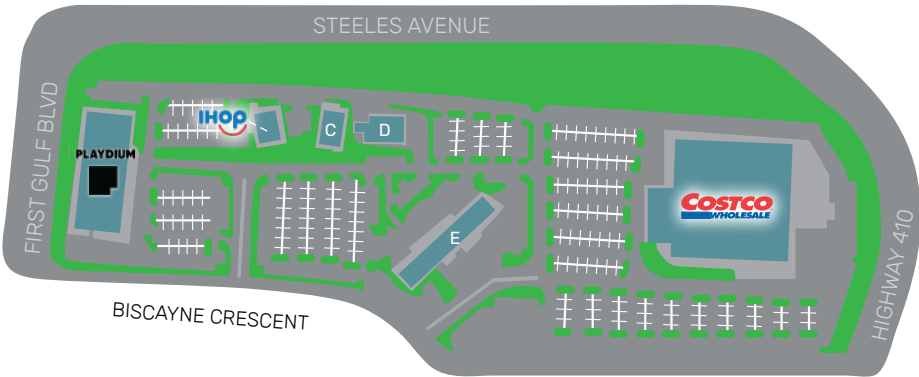 STEELES AVENUE
FIRST GULF BLVD
IHOP
C
D
PLAYDIUM
COSTCO
WHOLESALE
E
HIGHWAY 410
BISCAYNE CRESCENT